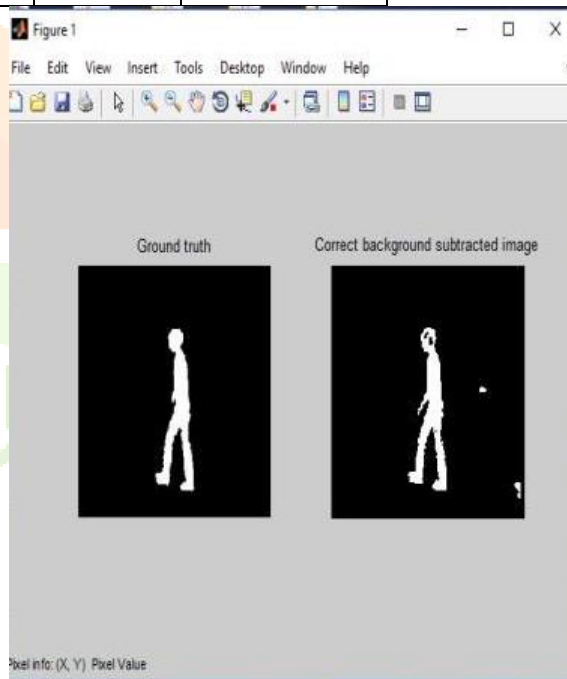 Figure 1
File Edit View Insert Tools Desktop Window Help
Ground truth
Correct background subtracted image
Pixel info: (X, Y) Pixel Value